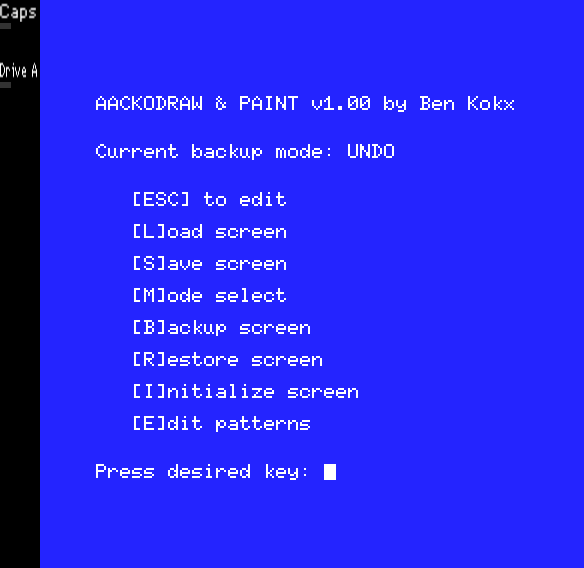 Caps
Drive A
AACKODRAW & PAINT v1.00 by Ben Kokx
Current backup mode: UNDO
[ESC] to edit
[L]oad screen
[S]ave screen
[M]ode select
[B]ackup screen
[R]estore screen
[I]nitialize screen
[E]dit patterns
Press desired key: